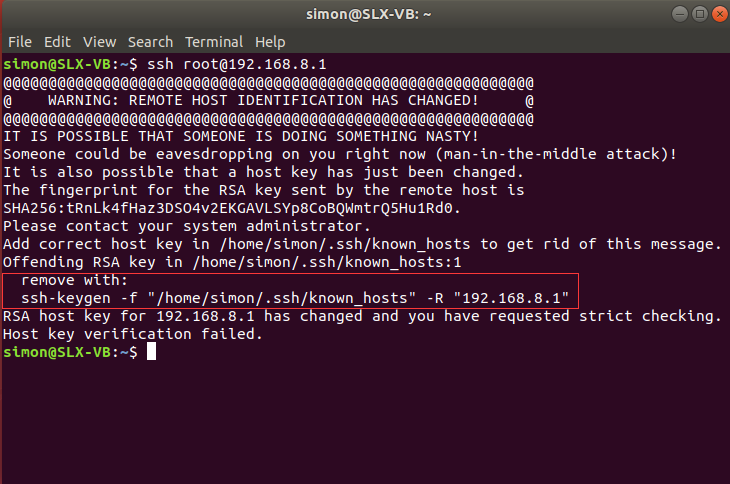 simon@SLX-VB: ~
File Edit View Search Terminal Help
simon@SLX-VB:~$ ssh root@192.168.8.1
@@@@@@@@@@@@@@@@@@@@@@@@@@@@@@@@@@@@@@@@@@@@@@@@@@@@@@@@@@@
@    WARNING: REMOTE HOST IDENTIFICATION HAS CHANGED!     @
@@@@@@@@@@@@@@@@@@@@@@@@@@@@@@@@@@@@@@@@@@@@@@@@@@@@@@@@@@@
IT IS POSSIBLE THAT SOMEONE IS DOING SOMETHING NASTY!
Someone could be eavesdropping on you right now (man-in-the-middle attack)!
It is also possible that a host key has just been changed.
The fingerprint for the RSA key sent by the remote host is
SHA256:tRnLk4fHaz3DSO4v2EKGAVLSYp8CoBQWmtrQ5Hu1Rd0.
Please contact your system administrator.
Add correct host key in /home/simon/.ssh/known_hosts to get rid of this message.
Offending RSA key in /home/simon/.ssh/known_hosts:1
  remove with:
  ssh-keygen -f "/home/simon/.ssh/known_hosts" -R "192.168.8.1"
RSA host key for 192.168.8.1 has changed and you have requested strict checking.
Host key verification failed.
simon@SLX-VB:~$